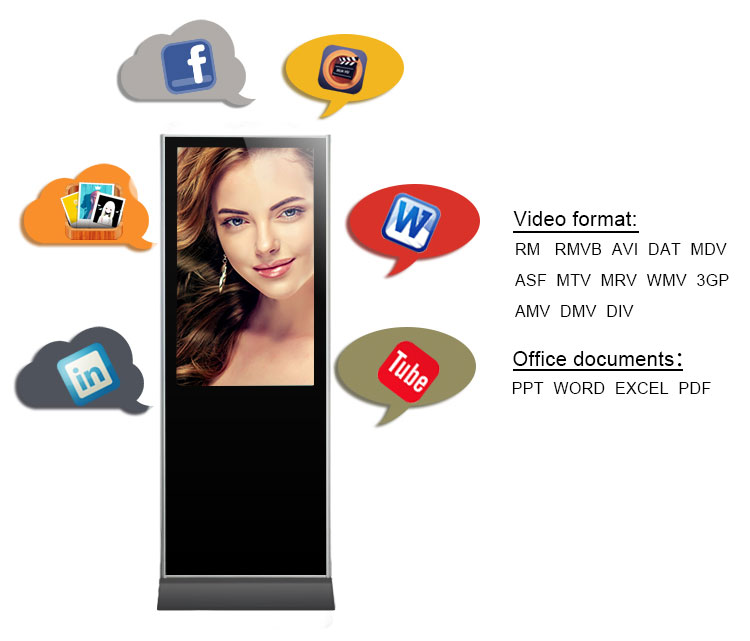 f
in
W
Tube
Video format:
RM RMVB AVI DAT MDV
ASF MTV MRV WMV 3GP
AMV DMV DIV
Office documents：
PPT WORD EXCEL PDF